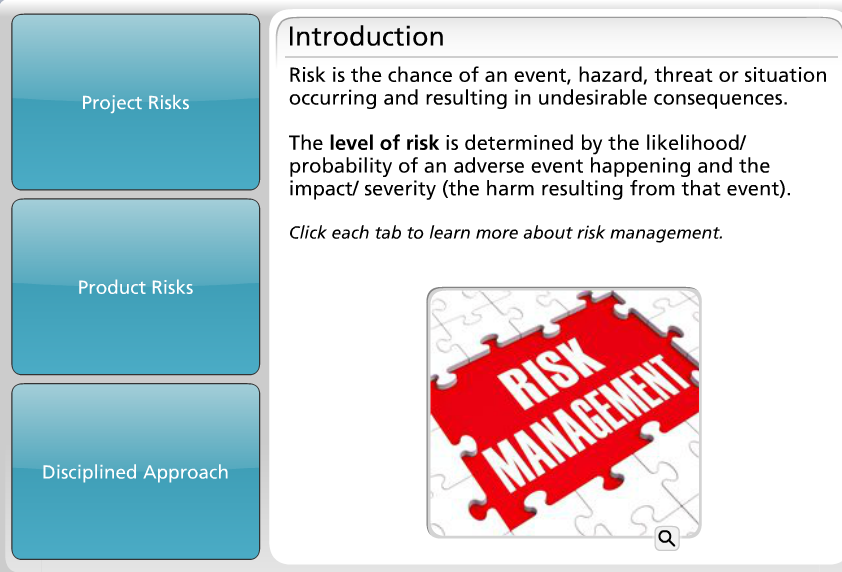 Project Risks
Product Risks
Disciplined Approach
Introduction
Risk is the chance of an event, hazard, threat or situation
occurring and resulting in undesirable consequences.
The level of risk is determined by the likelihood/
probability of an adverse event happening and the
impact/ severity (the harm resulting from that event).
Click each tab to learn more about risk management.
RISK
MANAGEMENT